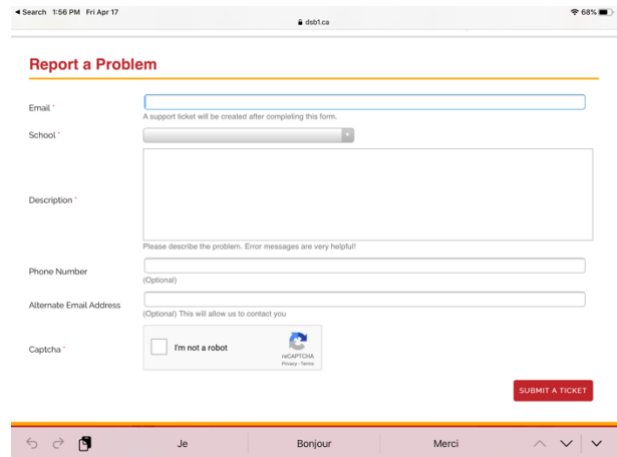 Search 1:56 PM Fri Apr 17
68%
dsb1.ca
Report a Problem
Email *
A support ticket will be created after completing this form.
School *
Description *
Please describe the problem. Error messages are very helpful!
Phone Number
(Optional)
Alternate Email Address
(Optional) This will allow us to contact you
Captcha *
I'm not a robot
reCAPTCHA
Privacy - Terms
SUBMIT A TICKET
Je Bonjour Merci